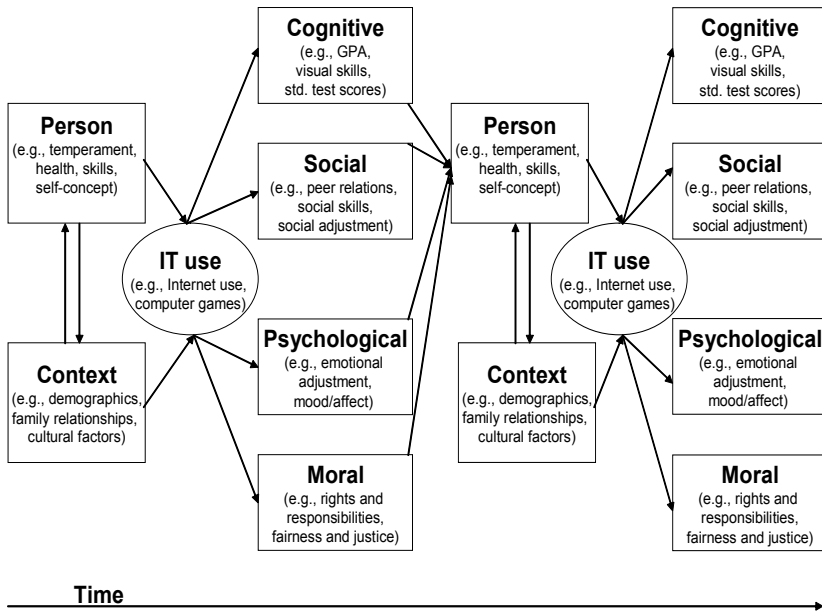 Cognitive
(e.g., GPA,
visual skills,
std. test scores)
Person
(e.g., temperament,
health, skills,
self-concept)
Social
(e.g., peer relations,
social skills,
social adjustment)
IT use
(e.g., Internet use,
computer games)
Context
(e.g., demographics,
family relationships,
cultural factors)
Psychological
(e.g., emotional
adjustment,
mood/affect)
Moral
(e.g., rights and
responsibilities,
fairness and justice)
Person
(e.g., temperament,
health, skills,
self-concept)
Context
(e.g., demographics,
family relationships,
cultural factors)
IT use
(e.g., Internet use,
computer games)
Cognitive
(e.g., GPA,
visual skills,
std. test scores)
Social
(e.g., peer relations,
social skills,
social adjustment)
Psychological
(e.g., emotional
adjustment,
mood/affect)
Moral
(e.g., rights and
responsibilities,
fairness and justice)
Time